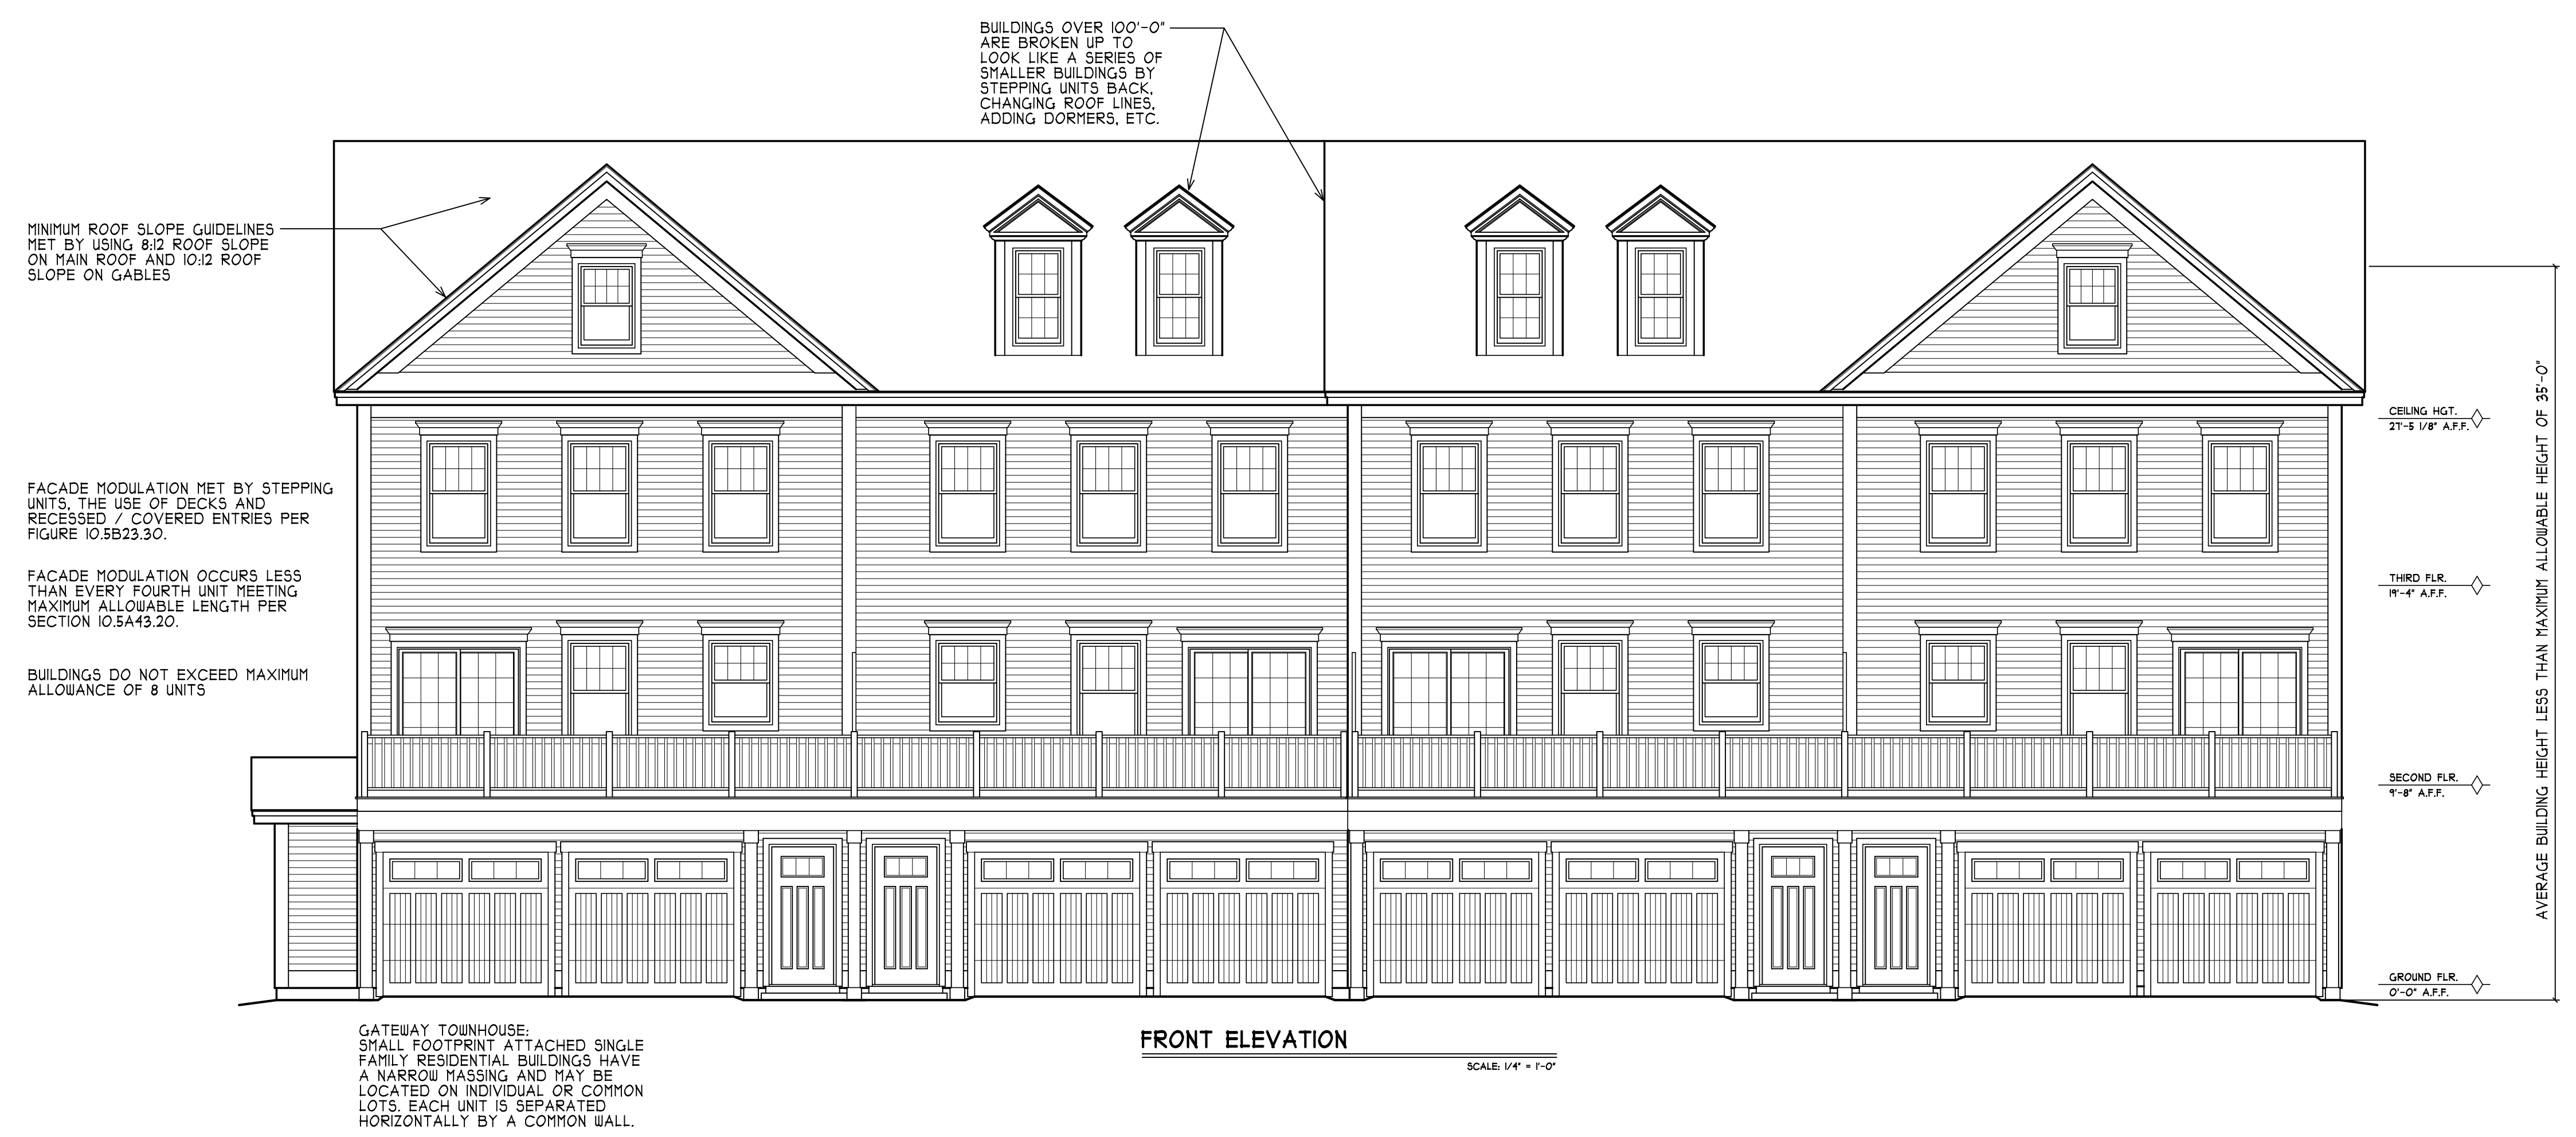 BUILDINGS OVER 100'-0"
ARE BROKEN UP TO
LOOK LIKE A SERIES OF
SMALLER BUILDINGS BY
STEPPING UNITS BACK,
CHANGING ROOF LINES,
ADDING DORMERS, ETC.
MINIMUM ROOF SLOPE GUIDELINES
MET BY USING 8:12 ROOF SLOPE
ON MAIN ROOF AND 10:12 ROOF
SLOPE ON GABLES
FACADE MODULATION MET BY STEPPING
UNITS, THE USE OF DECKS AND
RECESSED / COVERED ENTRIES PER
FIGURE 10.5B23.30.
FACADE MODULATION OCCURS LESS
THAN EVERY FOURTH UNIT MEETING
MAXIMUM ALLOWABLE LENGTH PER
SECTION 10.5A43.20.
BUILDINGS DO NOT EXCEED MAXIMUM
ALLOWANCE OF 8 UNITS
CEILING HGT.
27'-5 1/8" A.F.F.
THIRD FLR.
19'-4" A.F.F.
SECOND FLR.
9'-8" A.F.F.
GROUND FLR.
0'-0" A.F.F.
AVERAGE BUILDING HEIGHT LESS THAN MAXIMUM ALLOWABLE HEIGHT OF 35'-0"
GATEWAY TOWNHOUSE:
SMALL FOOTPRINT ATTACHED SINGLE
FAMILY RESIDENTIAL BUILDINGS HAVE
A NARROW MASSING AND MAY BE
LOCATED ON INDIVIDUAL OR COMMON
LOTS. EACH UNIT IS SEPARATED
HORIZONTALLY BY A COMMON WALL.
FRONT ELEVATION
SCALE: 1/4" = 1'-0"